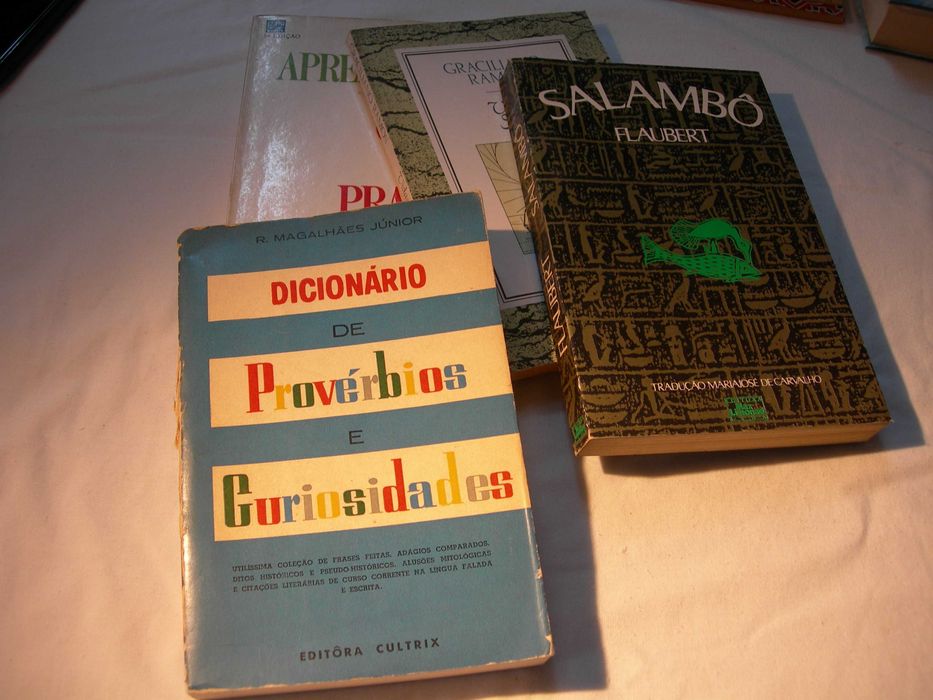 EDIÇÃO
APRE
PRA
GRACILI
RAM
SALAMBÔ
FLAUBERT
TRADUÇÃO MARIAJOSÉ DE CARVALHO
FLAUBERT
R. MAGALHÃES JÚNIOR
DICIONÁRIO
DE
Provérbios
E
Curiosidades
UTILÍSSIMA COLEÇÃO DE FRASES FEITAS, ADÁGIOS COMPARADOS,
DITOS HISTÓRICOS E PSEUDO-HISTÓRICOS, ALUSÕES MITOLÓGICAS
E CITAÇÕES LITERÁRIAS DE CURSO CORRENTE NA LÍNGUA FALADA
E ESCRITA.
EDITÔRA CULTRIX